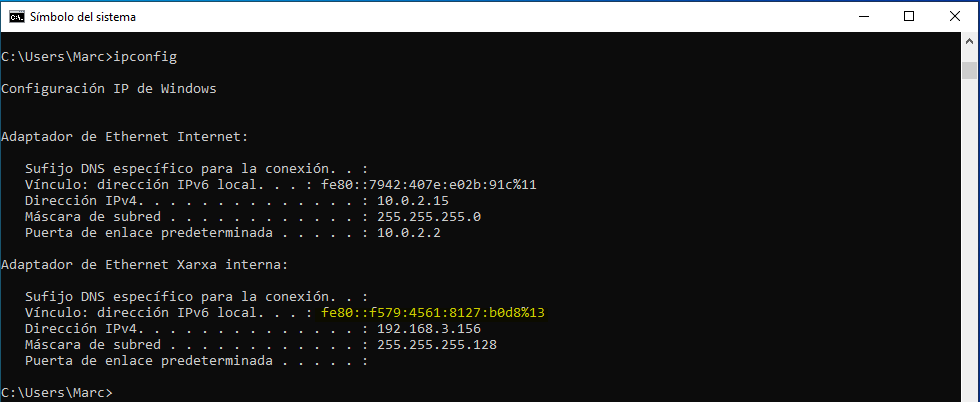 Símbolo del sistema
C:\Users\Marc>ipconfig
Configuración IP de Windows
Adaptador de Ethernet Internet:
Sufijo DNS específico para la conexión. . :
Vínculo: dirección IPv6 local. . . : fe80::7942:407e:e02b:91c%11
Dirección IPv4. . . . . . . . . . . . . . : 10.0.2.15
Máscara de subred . . . . . . . . . . . . : 255.255.255.0
Puerta de enlace predeterminada . . . . . : 10.0.2.2
Adaptador de Ethernet Xarxa interna:
Sufijo DNS específico para la conexión. . :
Vínculo: dirección IPv6 local. . . : fe80::f579:4561:8127:b0d8%13
Dirección IPv4. . . . . . . . . . . . . . : 192.168.3.156
Máscara de subred . . . . . . . . . . . . : 255.255.255.128
Puerta de enlace predeterminada . . . . . :
C:\Users\Marc>